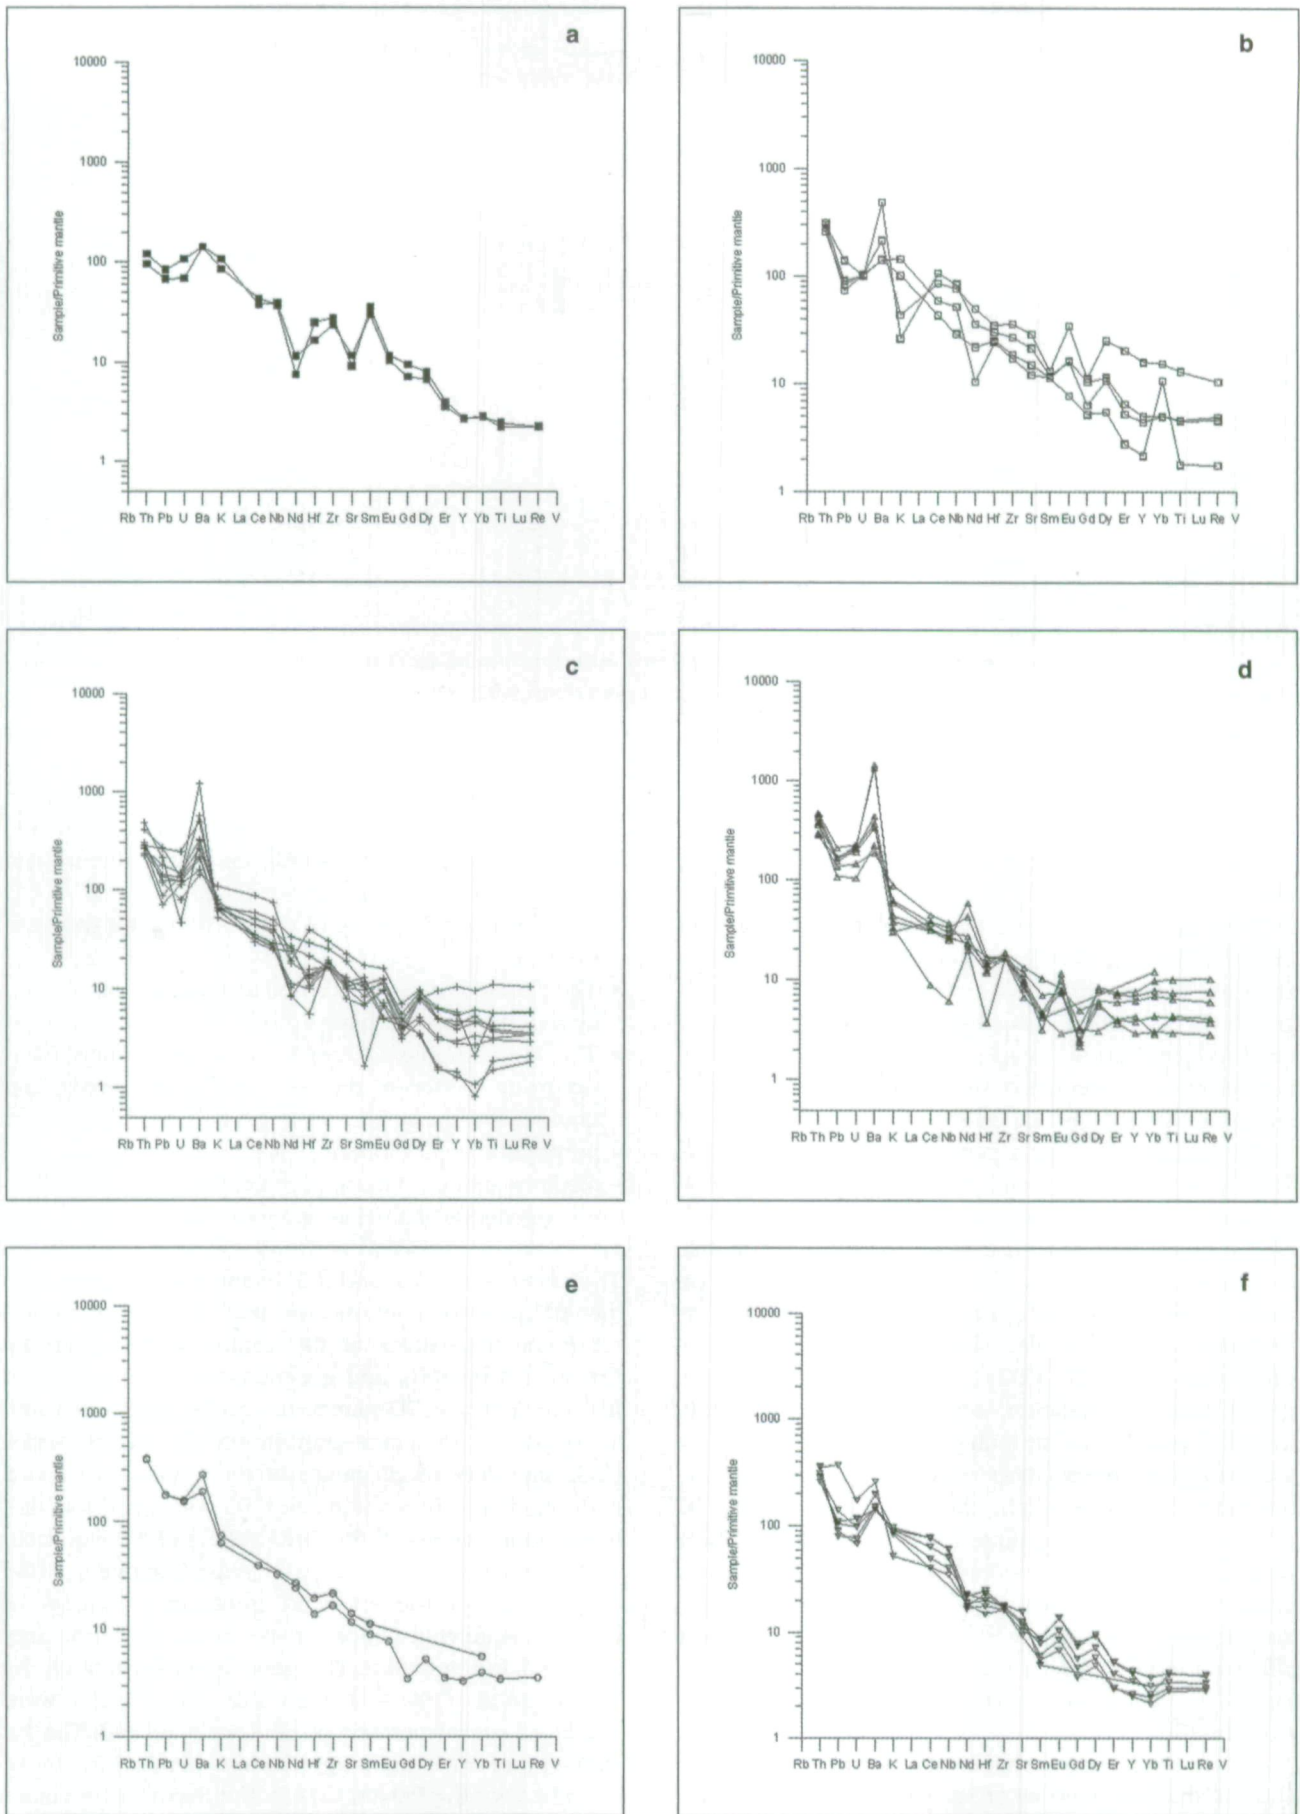 a
10000
1000
100
10
1
Sample/Primitive mantle
Rb Th Pb U Ba K La Ce Nb Nd Hf Zr Sr Sm Eu Gd Dy Er Y Yb Ti Lu Re V
b
10000
1000
100
10
1
Sample/Primitive mantle
Rb Th Pb U Ba K La Ce Nb Nd Hf Zr Sr Sm Eu Gd Dy Er Y Yb Ti Lu Re V
c
10000
1000
100
10
1
Sample/Primitive mantle
Rb Th Pb U Ba K La Ce Nb Nd Hf Zr Sr Sm Eu Gd Dy Er Y Yb Ti Lu Re V
d
10000
1000
100
10
1
Sample/Primitive mantle
Rb Th Pb U Ba K La Ce Nb Nd Hf Zr Sr Sm Eu Gd Dy Er Y Yb Ti Lu Re V
e
10000
1000
100
10
Sample/Primitive mantle
Rb Th Pb U Ba K La Ce Nb Nd Hf Zr Sr Sm Eu Gd Dy Er Y Yb Ti Lu Re V
f
10000
1000
100
10
1
Sample/Primitive mantle
Rb Th Pb U Ba K La Ce Nb Nd Hf Zr Sr Sm Eu Gd Dy Er Y Yb Ti Lu Re V